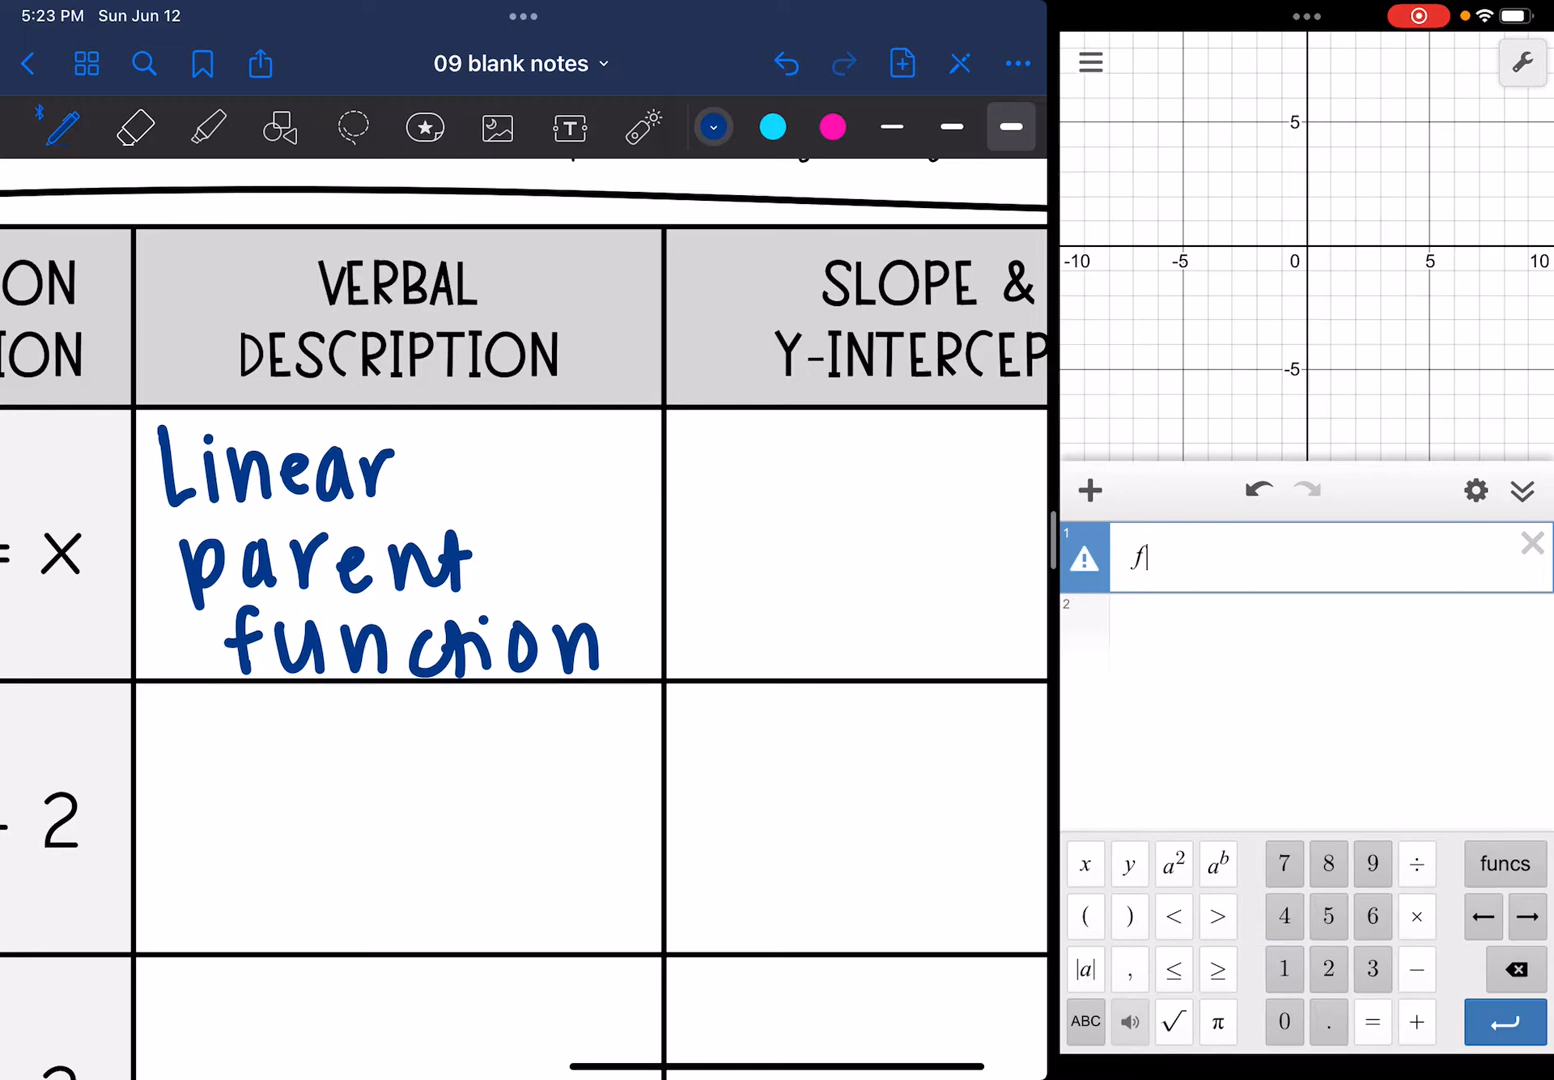 5:23 PM Sun Jun 12
09 blank notes
T
ON
ION
VERBAL
DESCRIPTION
SLOPE &
Y-INTERCEP
= x
Linear
parent
function
- 2
5
-10
-5
0
5
10
-5
1
f
2
x y a² aᵇ 7 8 9 ÷ funcs
( ) < > 4 5 6 × ← →
|a| , ≤ ≥ 1 2 3 −
ABC √ π 0 . = +